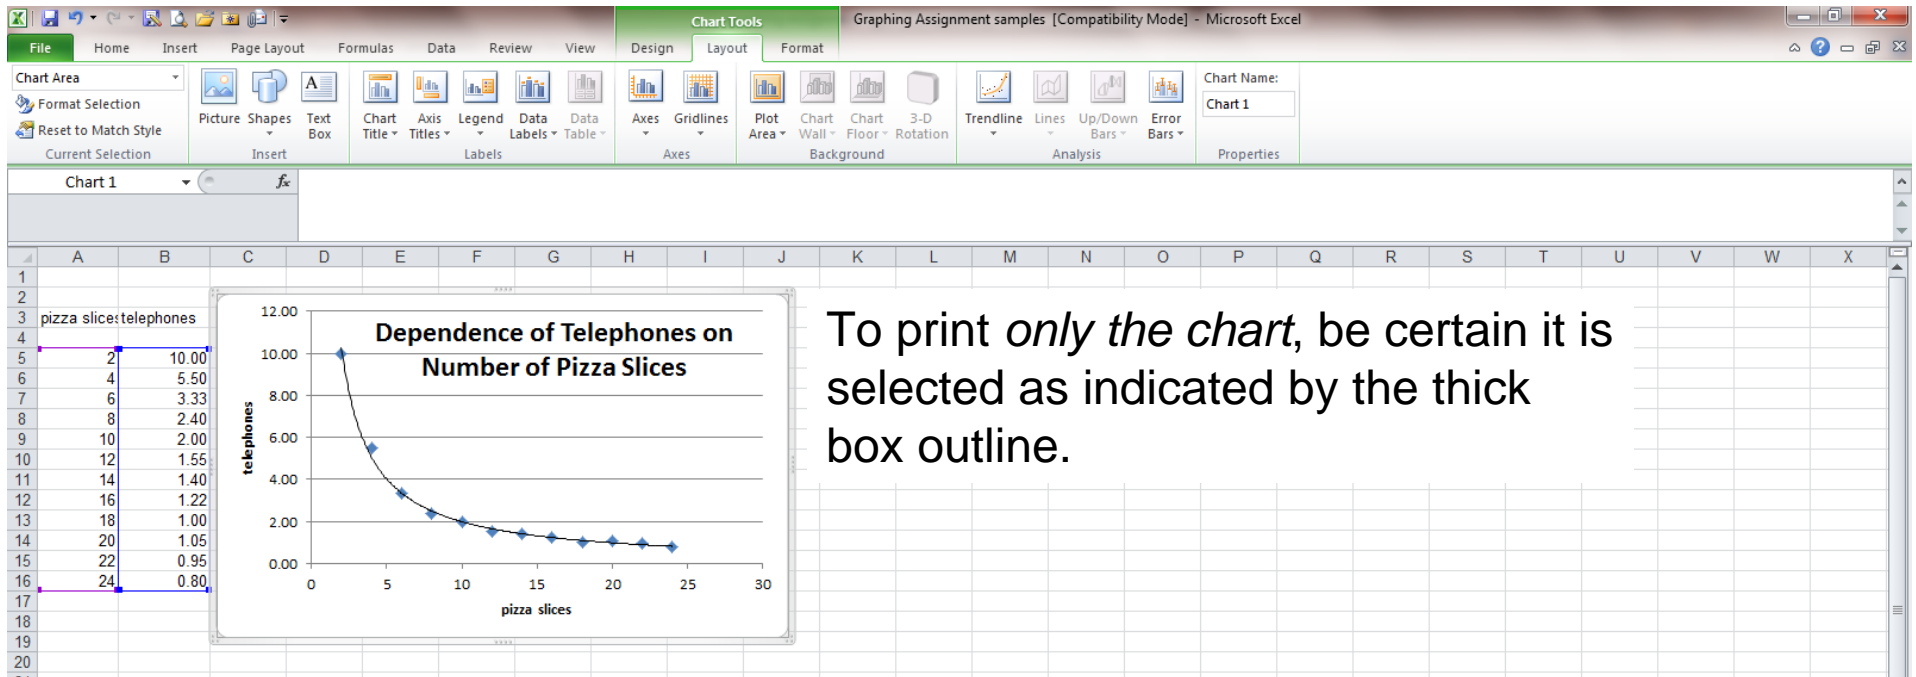 Chart Tools
Graphing Assignment samples [Compatibility Mode] - Microsoft Excel
File Home Insert Page Layout Formulas Data Review View Design Layout Format
Chart Area
Format Selection
Reset to Match Style
Current Selection
Picture Shapes Text Box
Insert
Chart Title Axis Titles Legend Data Labels Data Table
Labels
Axes Gridlines
Axes
Plot Area Chart Wall Chart Floor 3-D Rotation
Background
Trendline Lines Up/Down Bars Error Bars
Analysis
Chart Name:
Chart 1
Properties
Chart 1 fx
A B C D E F G H I J K L M N O P Q R S T U V W X
1
2
3 pizza slices telephones
4
5 2 10.00
6 4 5.50
7 6 3.33
8 8 2.40
9 10 2.00
10 12 1.55
11 14 1.40
12 16 1.22
13 18 1.00
14 20 1.05
15 22 0.95
16 24 0.80
17
18
19
20
Dependence of Telephones on
Number of Pizza Slices
telephones
12.00
10.00
8.00
6.00
4.00
2.00
0.00
0 5 10 15 20 25 30
pizza slices
To print only the chart, be certain it is
selected as indicated by the thick
box outline.